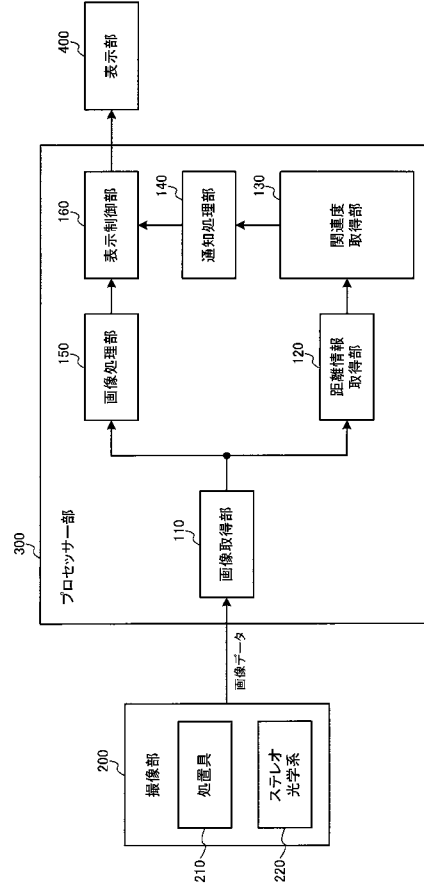 300
プロセッサー部
200
撮像部
210
処置具
220
ステレオ
光学系
画像データ
110
画像取得部
150
画像処理部
160
表示制御部
140
通知処理部
120
距離情報
取得部
130
関連度
取得部
400
表示部